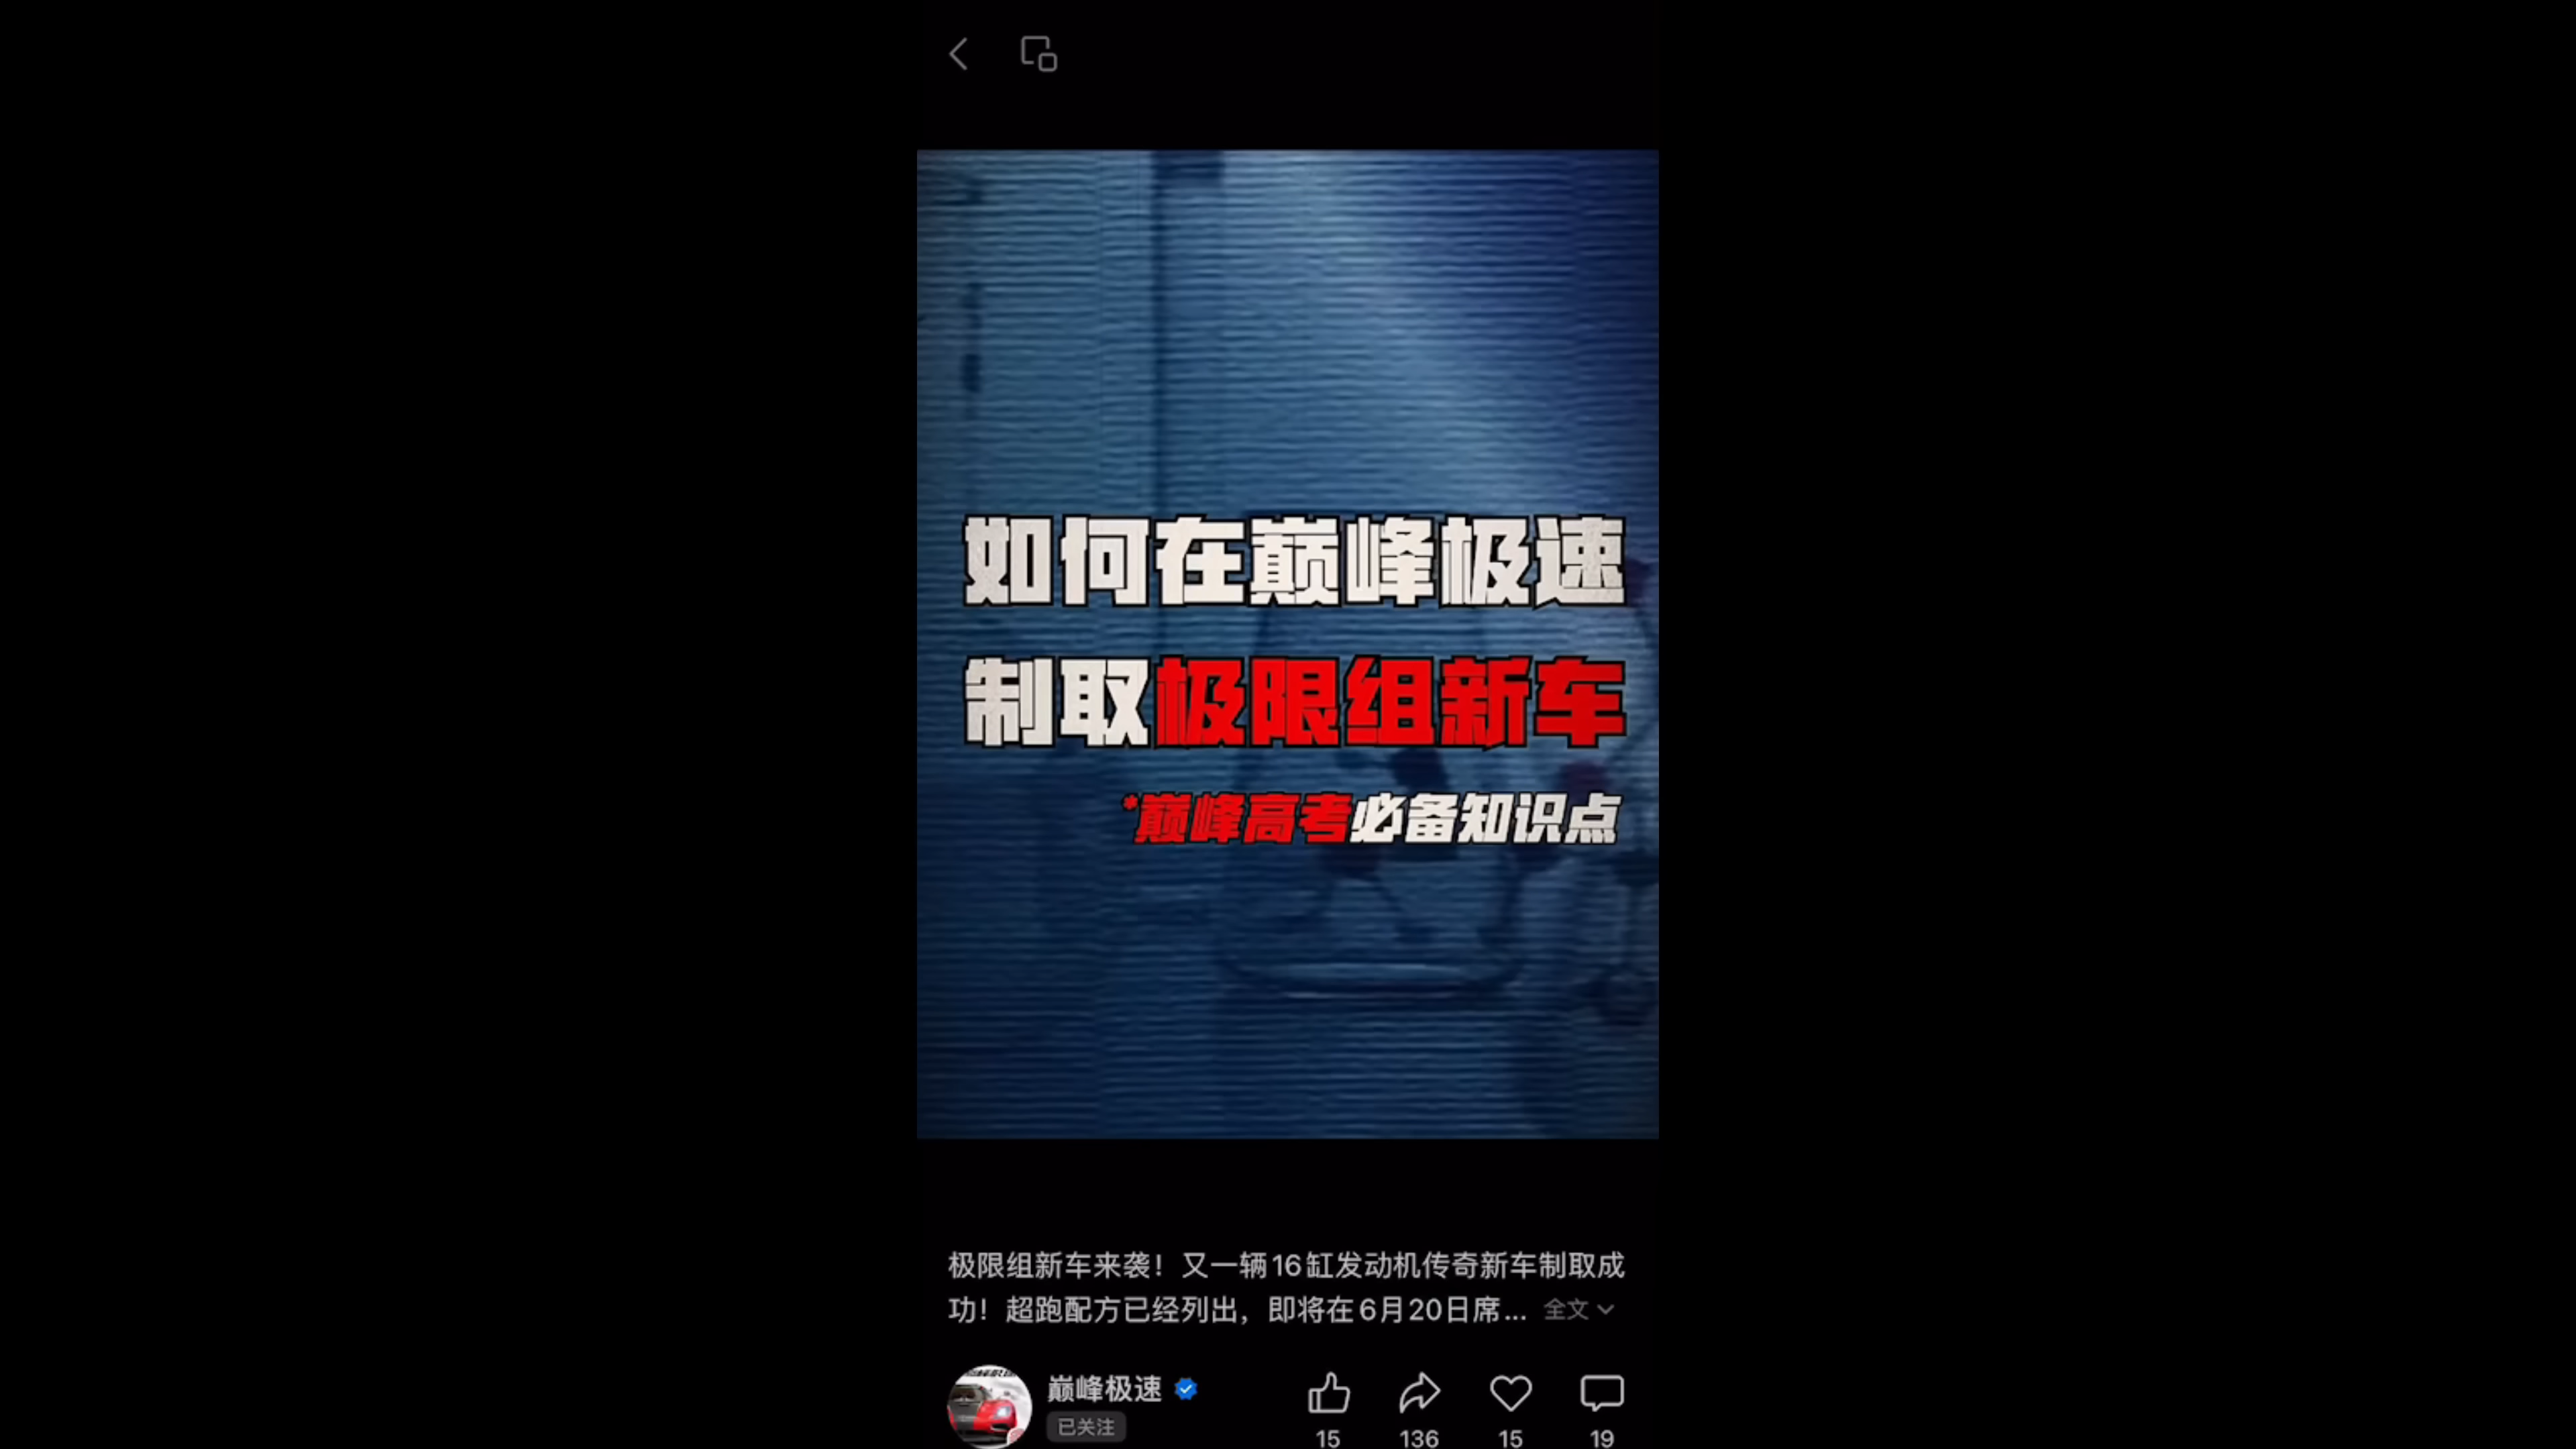 如何在巅峰极速
制取极限组新车
*巅峰高考必备知识点
极限组新车来袭！又一辆16缸发动机传奇新车制取成
功！超跑配方已经列出，即将在6月20日席... 全文
巅峰极速
已关注
15 136 15 19